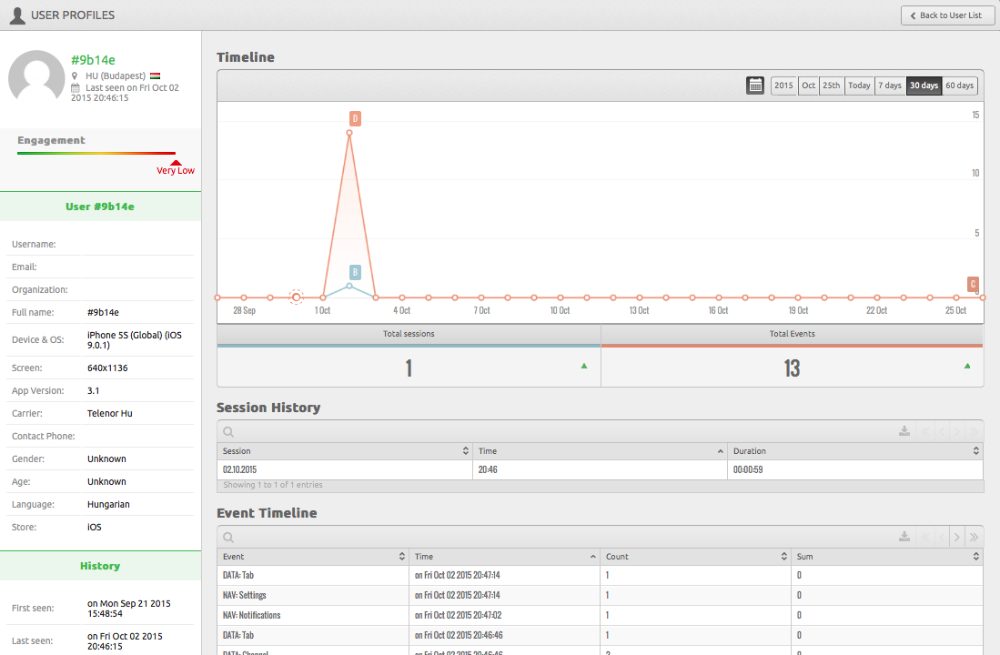 USER PROFILES
Back to User List
#9b14e
HU (Budapest)
Last seen on Fri Oct 02
2015 20:46:15
Engagement
Very Low
User #9b14e
Username:
Email:
Organization:
Full name: #9b14e
Device & OS: iPhone 5S (Global) (iOS
9.0.1)
Screen: 640x1136
App Version: 3.1
Carrier: Telenor Hu
Contact Phone:
Gender: Unknown
Age: Unknown
Language: Hungarian
Store: iOS
History
First seen: on Mon Sep 21 2015
15:48:54
Last seen: on Fri Oct 02 2015
20:46:15
Timeline
2015 Oct 25th Today 7 days 30 days 60 days
D
15
10
5
B
C
0
28 Sep 1 Oct 4 Oct 7 Oct 10 Oct 13 Oct 16 Oct 19 Oct 22 Oct 25 Oct
Total sessions Total Events
1 13
Session History
Session Time Duration
02.10.2015 20:46 00:00:59
Showing 1 to 1 of 1 entries
Event Timeline
Event Time Count Sum
DATA: Tab on Fri Oct 02 2015 20:47:14 1 0
NAV: Settings on Fri Oct 02 2015 20:47:14 1 0
NAV: Notifications on Fri Oct 02 2015 20:47:02 1 0
DATA: Tab on Fri Oct 02 2015 20:46:46 1 0
DATA: Channel on Fri Oct 02 2015 20:46:46 2 0